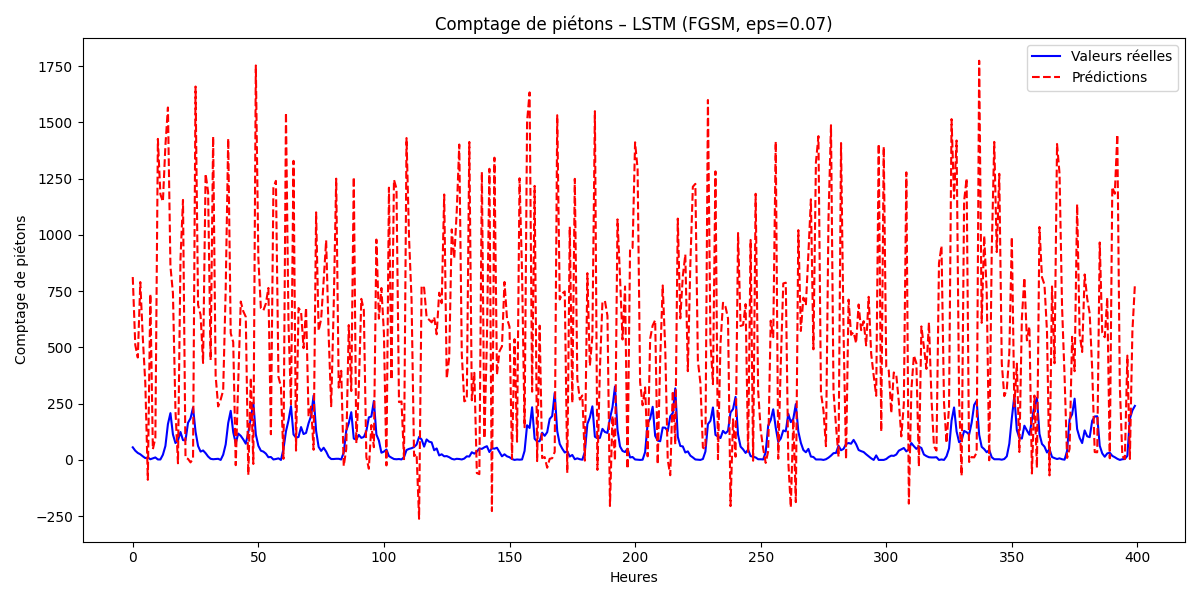 Comptage de piétons – LSTM (FGSM, eps=0.07)
Valeurs réelles
Prédictions
Comptage de piétons
1750
1500
1250
1000
750
500
250
0
−250
0 50 100 150 200 250 300 350 400
Heures